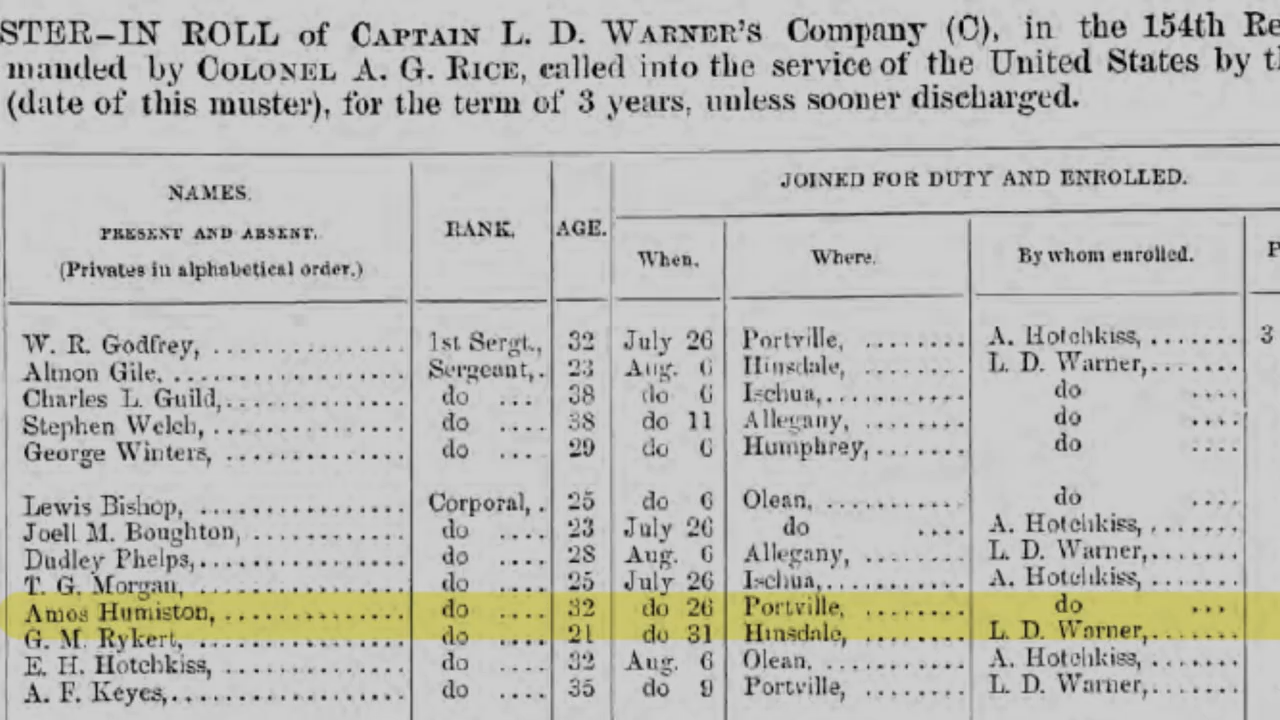 STER–IN ROLL of CAPTAIN L. D. WARNER'S Company (C), in the 154th Re
manded by COLONEL A. G. RICE, called into the service of the United States by th
(date of this muster), for the term of 3 years, unless sooner discharged.
NAMES.
PRESENT AND ABSENT.
(Privates in alphabetical order.)
RANK.
AGE.
JOINED FOR DUTY AND ENROLLED.
When.
Where.
By whom enrolled.
P
W. R. Godfrey, .............. 1st Sergt., 32 July 26 Portville, ........ A. Hotchkiss, ....... 3
Almon Gile, ................. Sergeant,. 23 Aug. 6 Hinsdale, ........ L. D. Warner,.......
Charles L. Guild,............. do ... 38 do 6 Ischua,........... do ....
Stephen Welch, .............. do .... 38 do 11 Allegany, ........ do ....
George Winters, ............. do .... 29 do 6 Humphrey,....... do ....
Lewis Bishop, ............... Corporal, . 25 do 6 Olean, ........... do ....
Joell M. Boughton, ........... do .... 23 July 26 do .... A. Hotchkiss, .......
Dudley Phelps,............... do .... 28 Aug. 6 Allegany, ........ L. D. Warner,.......
T. G. Morgan, ............... do .... 25 July 26 Ischua,........... A. Hotchkiss, .......
Amos Humiston, ............. do .... 32 do 26 Portville, ........ do ...
G. M. Rykert, ............... do .... 21 do 31 Hinsdale, ........ L. D. Warner,.......
E. H. Hotchkiss, ............. do .... 32 Aug. 6 Olean, ........... A. Hotchkiss, .......
A. F. Keyes,................. do .... 35 do 9 Portville, ........ L. D. Warner,.......